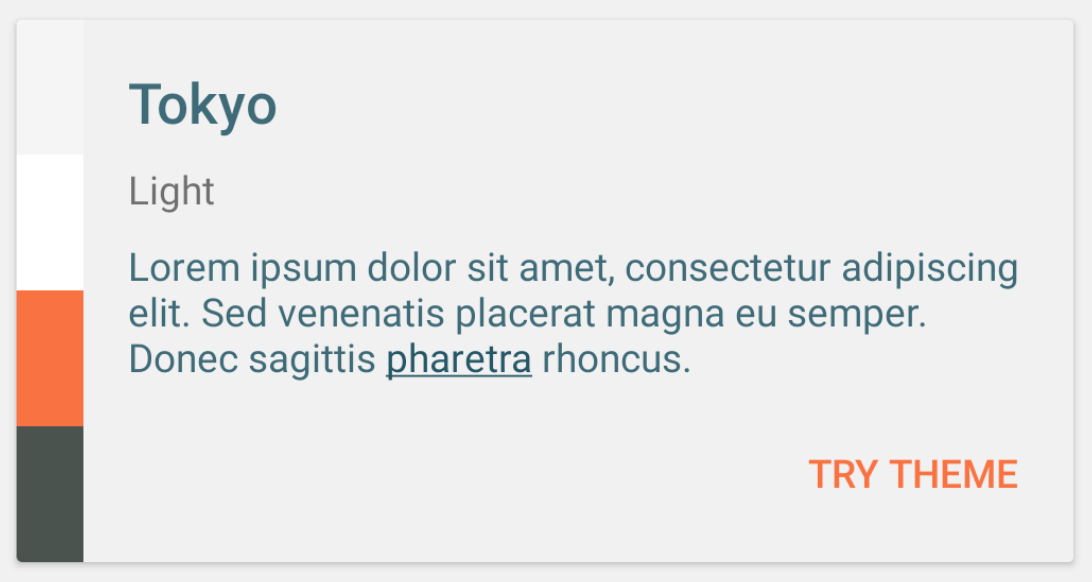 Tokyo
Light
Lorem ipsum dolor sit amet, consectetur adipiscing
elit. Sed venenatis placerat magna eu semper.
Donec sagittis pharetra rhoncus.
TRY THEME